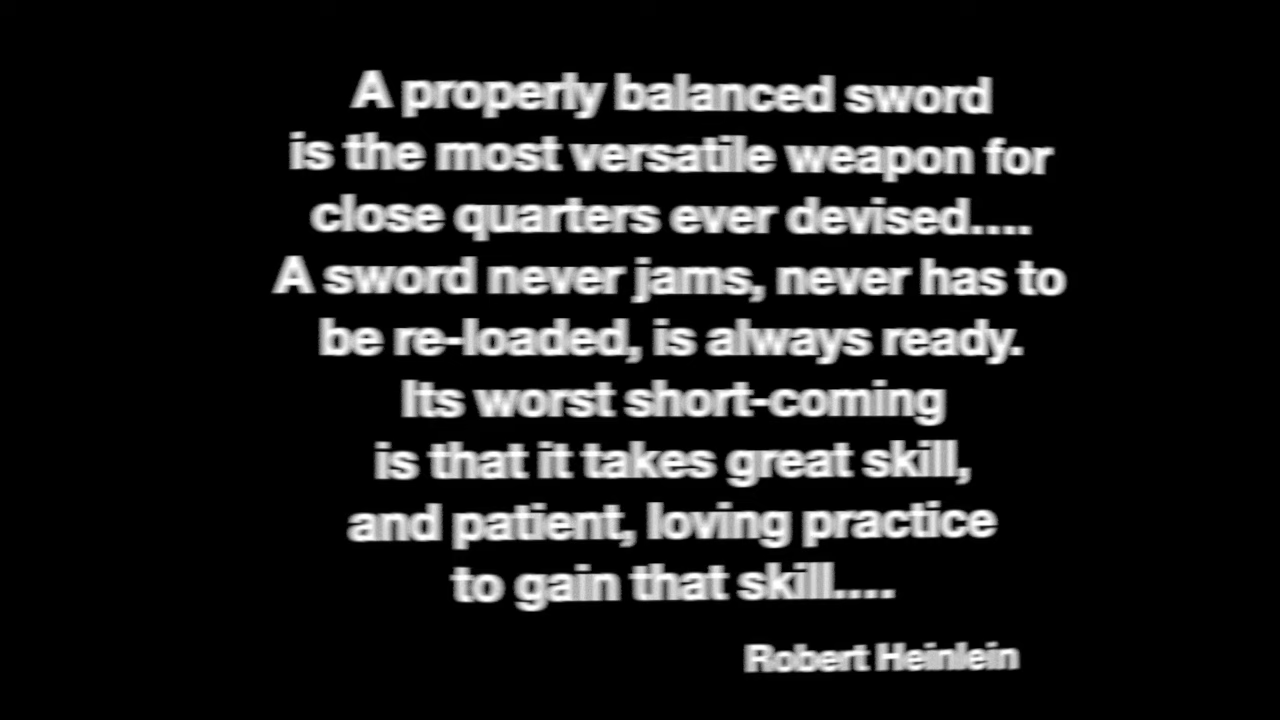 A properly balanced sword
is the most versatile weapon for
close quarters ever devised....
A sword never jams, never has to
be re-loaded, is always ready.
Its worst short-coming
is that it takes great skill,
and patient, loving practice
to gain that skill....
Robert Heinlein